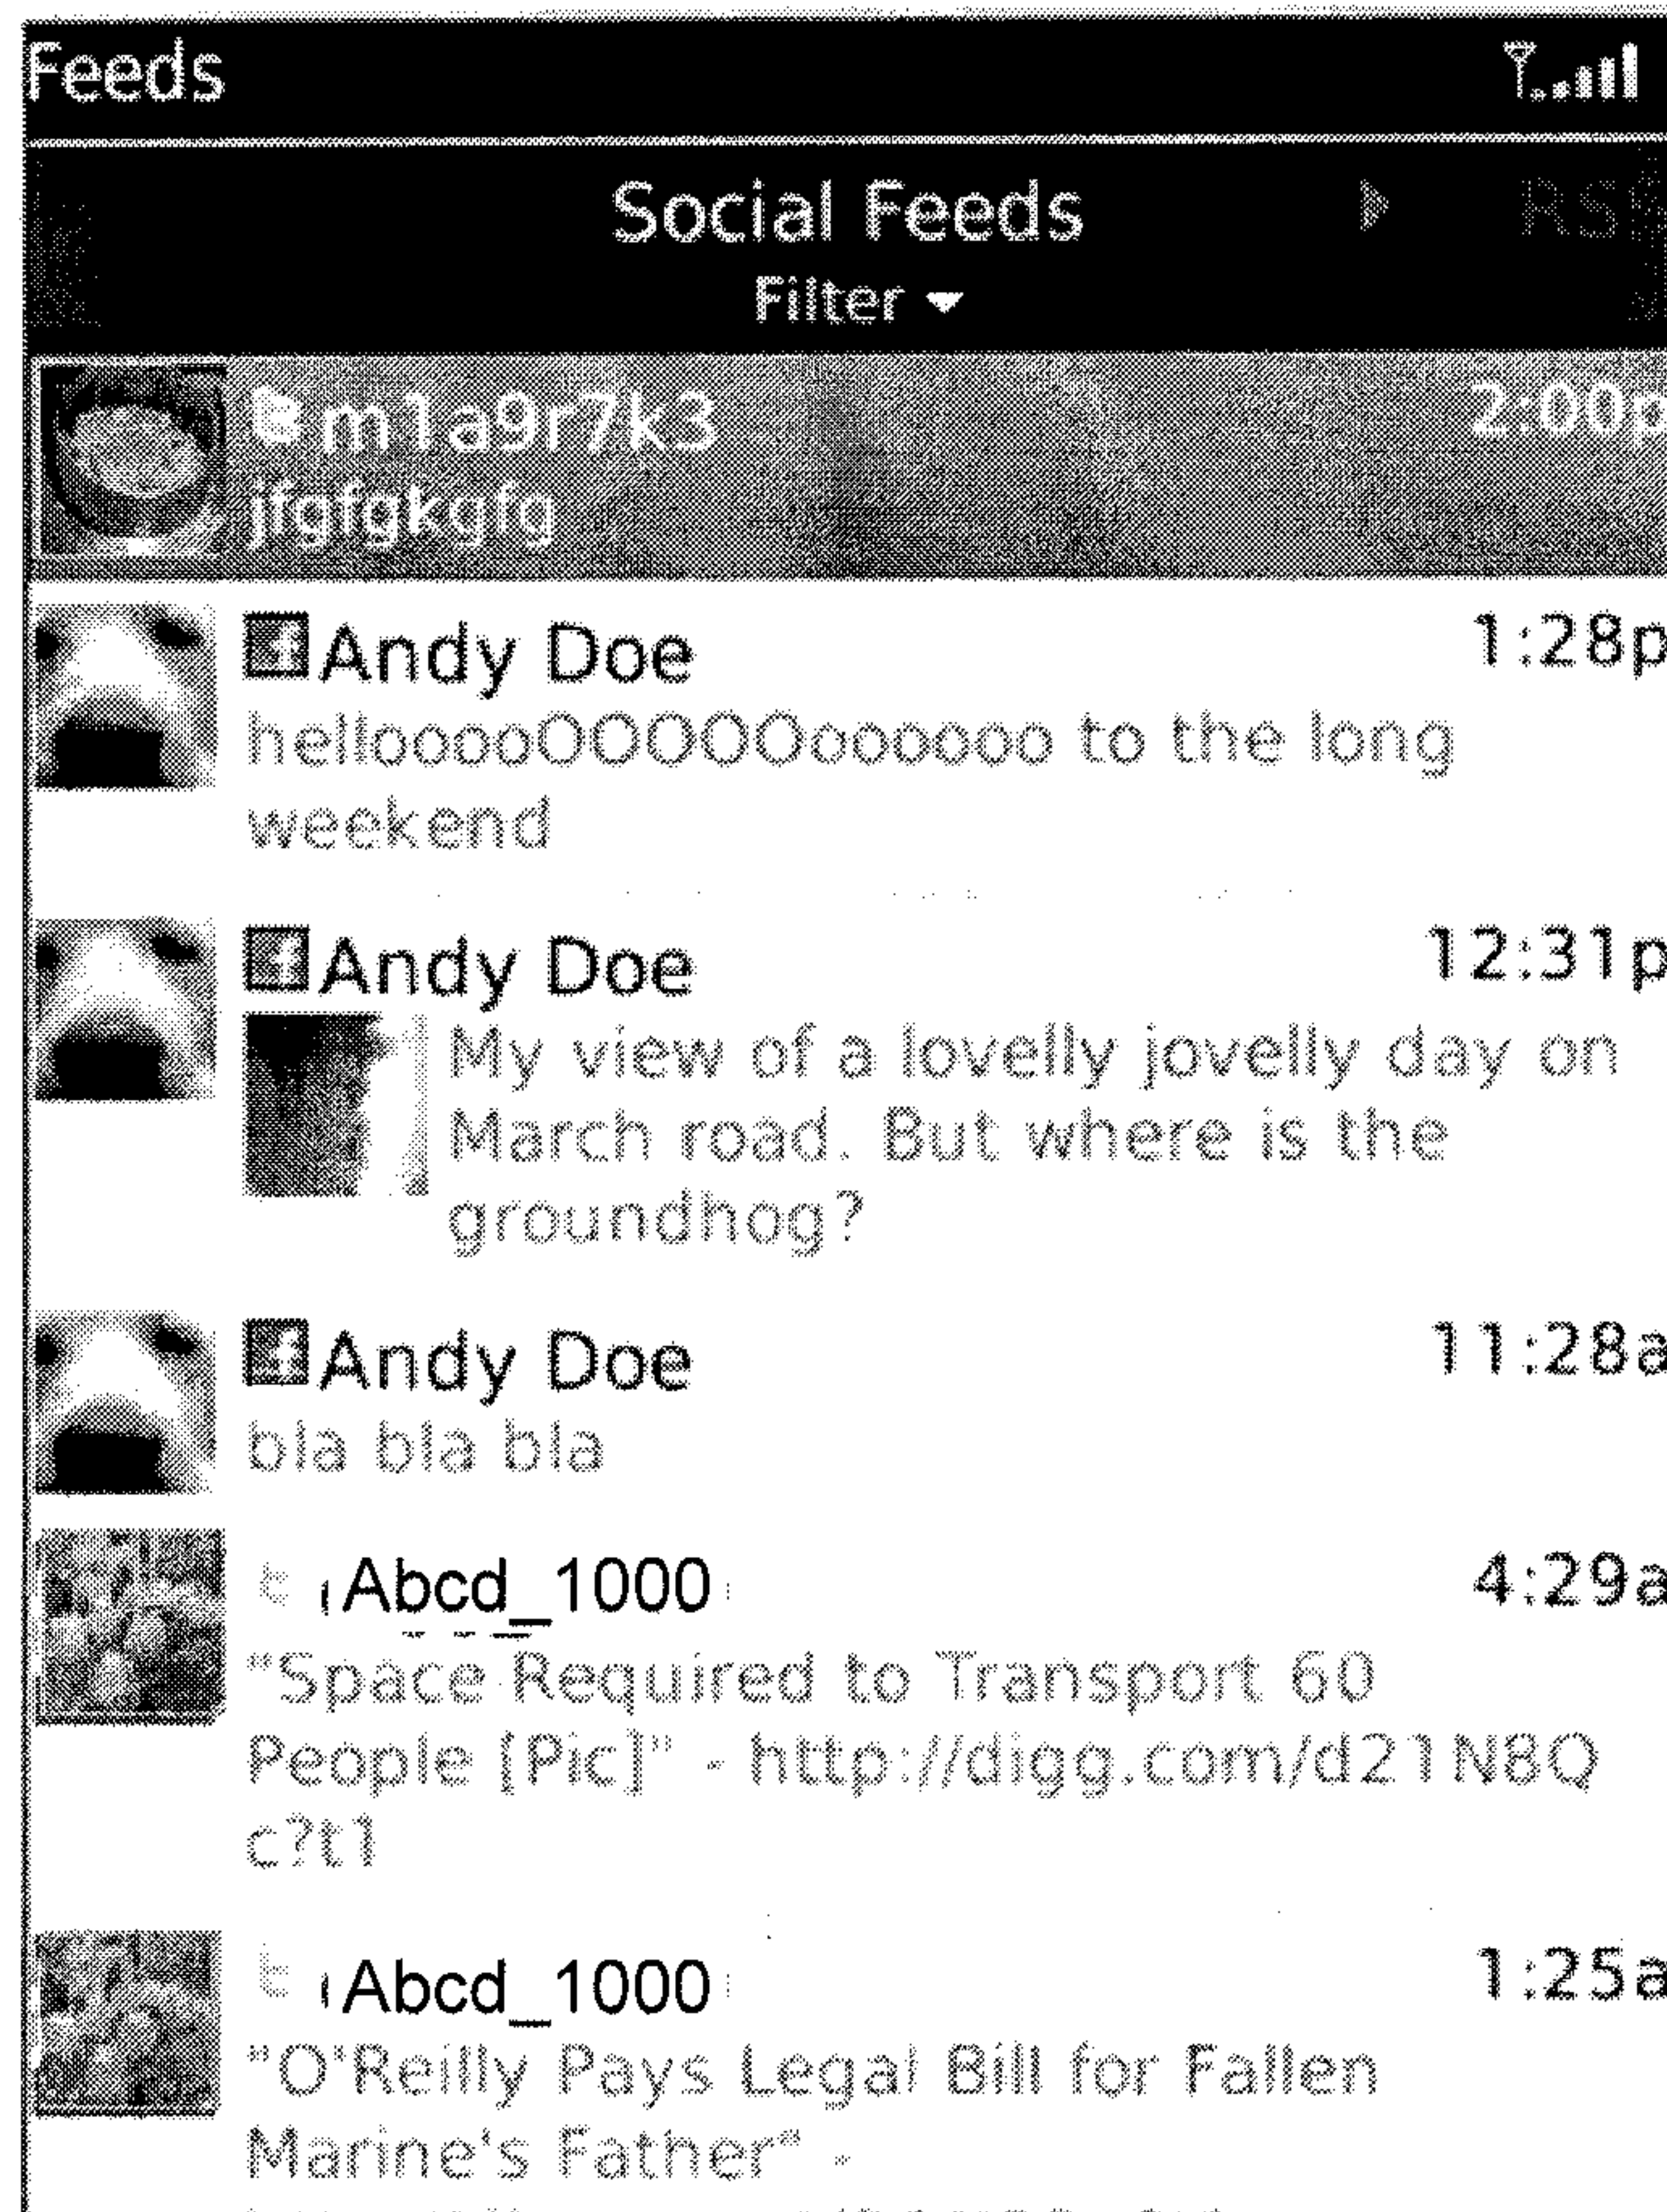 Feeds
Social Feeds
Filter
m1a9r7k3
2:00p
jfgfgkgfg
Andy Doe
1:28p
hellooooOOOOOoooooo to the long
weekend
Andy Doe
12:31p
My view of a lovelly jovelly day on
March road. But where is the
groundhog?
Andy Doe
11:28a
bla bla bla
Abcd_1000
4:29a
"Space Required to Transport 60
People [Pic]" - http://digg.com/d21N8Q
c?t1
Abcd_1000
1:25a
"O'Reilly Pays Legal Bill for Fallen
Marine's Father" -